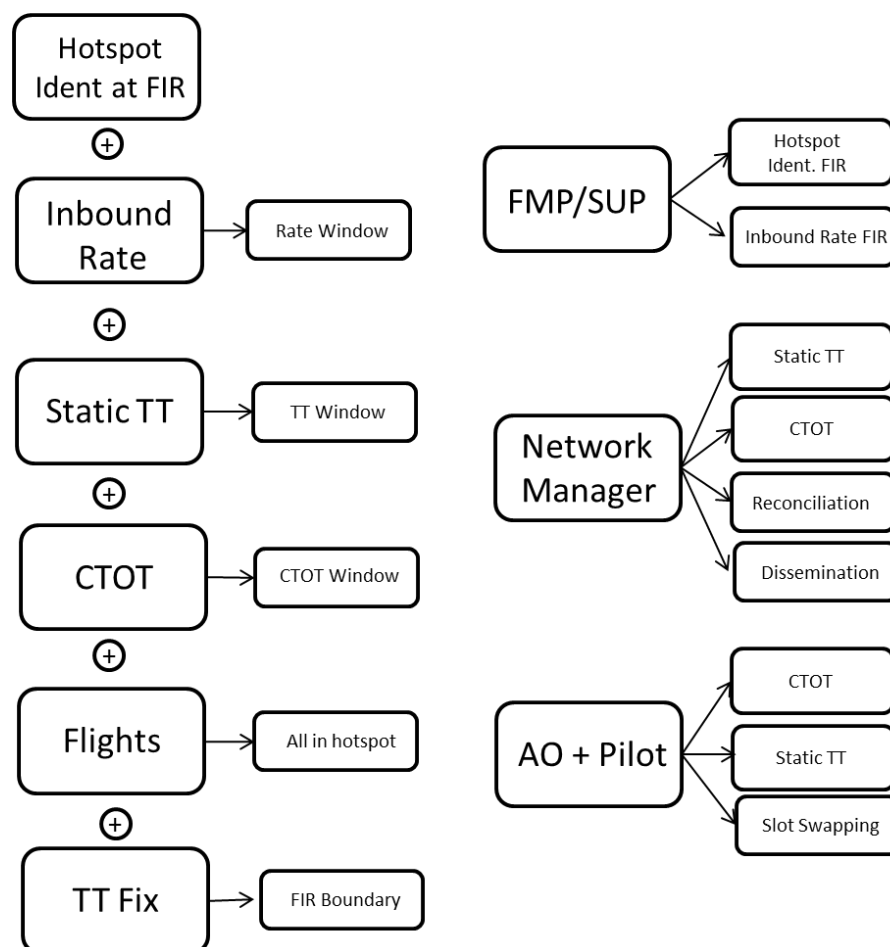 Hotspot
Ident at FIR
+
Inbound
Rate
Rate Window
+
Static TT
TT Window
+
CTOT
CTOT Window
+
Flights
All in hotspot
+
TT Fix
FIR Boundary
FMP/SUP
Hotspot
Ident. FIR
Inbound Rate FIR
Network
Manager
Static TT
CTOT
Reconciliation
Dissemination
AO + Pilot
CTOT
Static TT
Slot Swapping